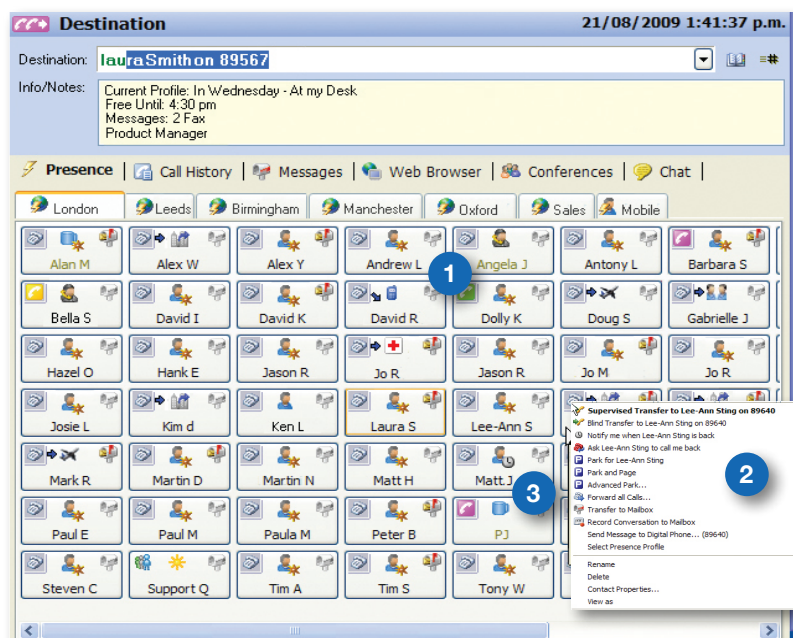 Destination 21/08/2009 1:41:37 p.m.
Destination: lauraSmith on 89567
Info/Notes: Current Profile: In Wednesday - At my Desk
Free Until: 4:30 pm
Messages: 2 Fax
Product Manager
Presence | Call History | Messages | Web Browser | Conferences | Chat |
London Leeds Birmingham Manchester Oxford Sales Mobile
Alan M Alex W Alex Y Andrew L Angela J Antony L Barbara S
1
Bella S David I David K David R Dolly K Doug S Gabrielle J
Hazel O Hank E Jason R Jo R Jason R Jo M Jo R
Josie L Kim d Ken L Laura S Lee-Ann S
Mark R Martin D Martin N Matt H Matt.J
3
Paul E Paul M Paula M Peter B PJ
Steven C Support Q Tim A Tim S Tony W
Supervised Transfer to Lee-Ann Sting on 89640
Blind Transfer to Lee-Ann Sting on 89640
Notify me when Lee-Ann Sting is back
Ask Lee-Ann Sting to call me back
Park for Lee-Ann Sting
Park and Page
2
Advanced Park...
Forward all Calls...
Transfer to Mailbox
Record Conversation to Mailbox
Send Message to Digital Phone... (89640)
Select Presence Profile
Rename
Delete
Contact Properties...
View as